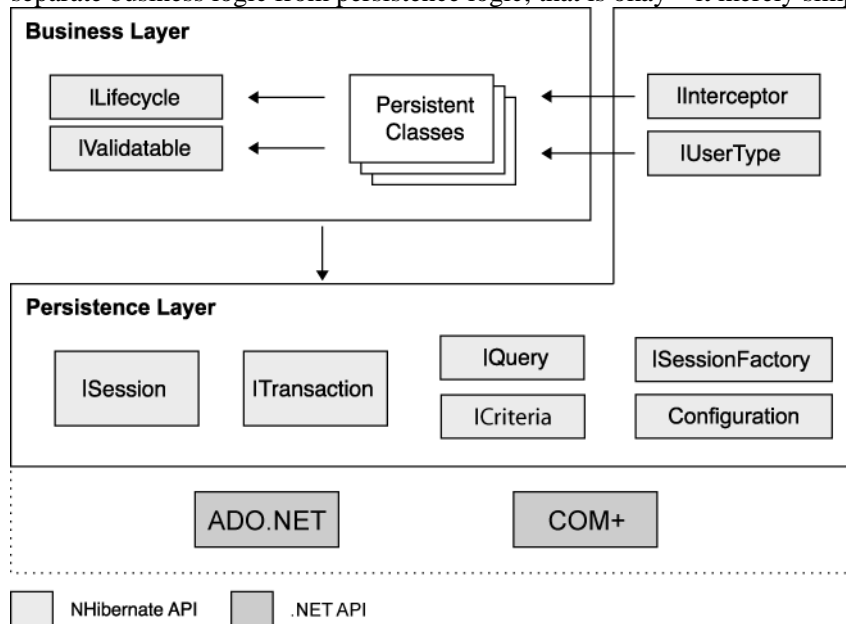 separate business logic from persistence logic, that is okay - it merely simp
Business Layer
ILifecycle
IValidatable
Persistent
Classes
IInterceptor
IUserType
Persistence Layer
ISession
ITransaction
IQuery
ICriteria
ISessionFactory
Configuration
ADO.NET
COM+
NHibernate API
.NET API